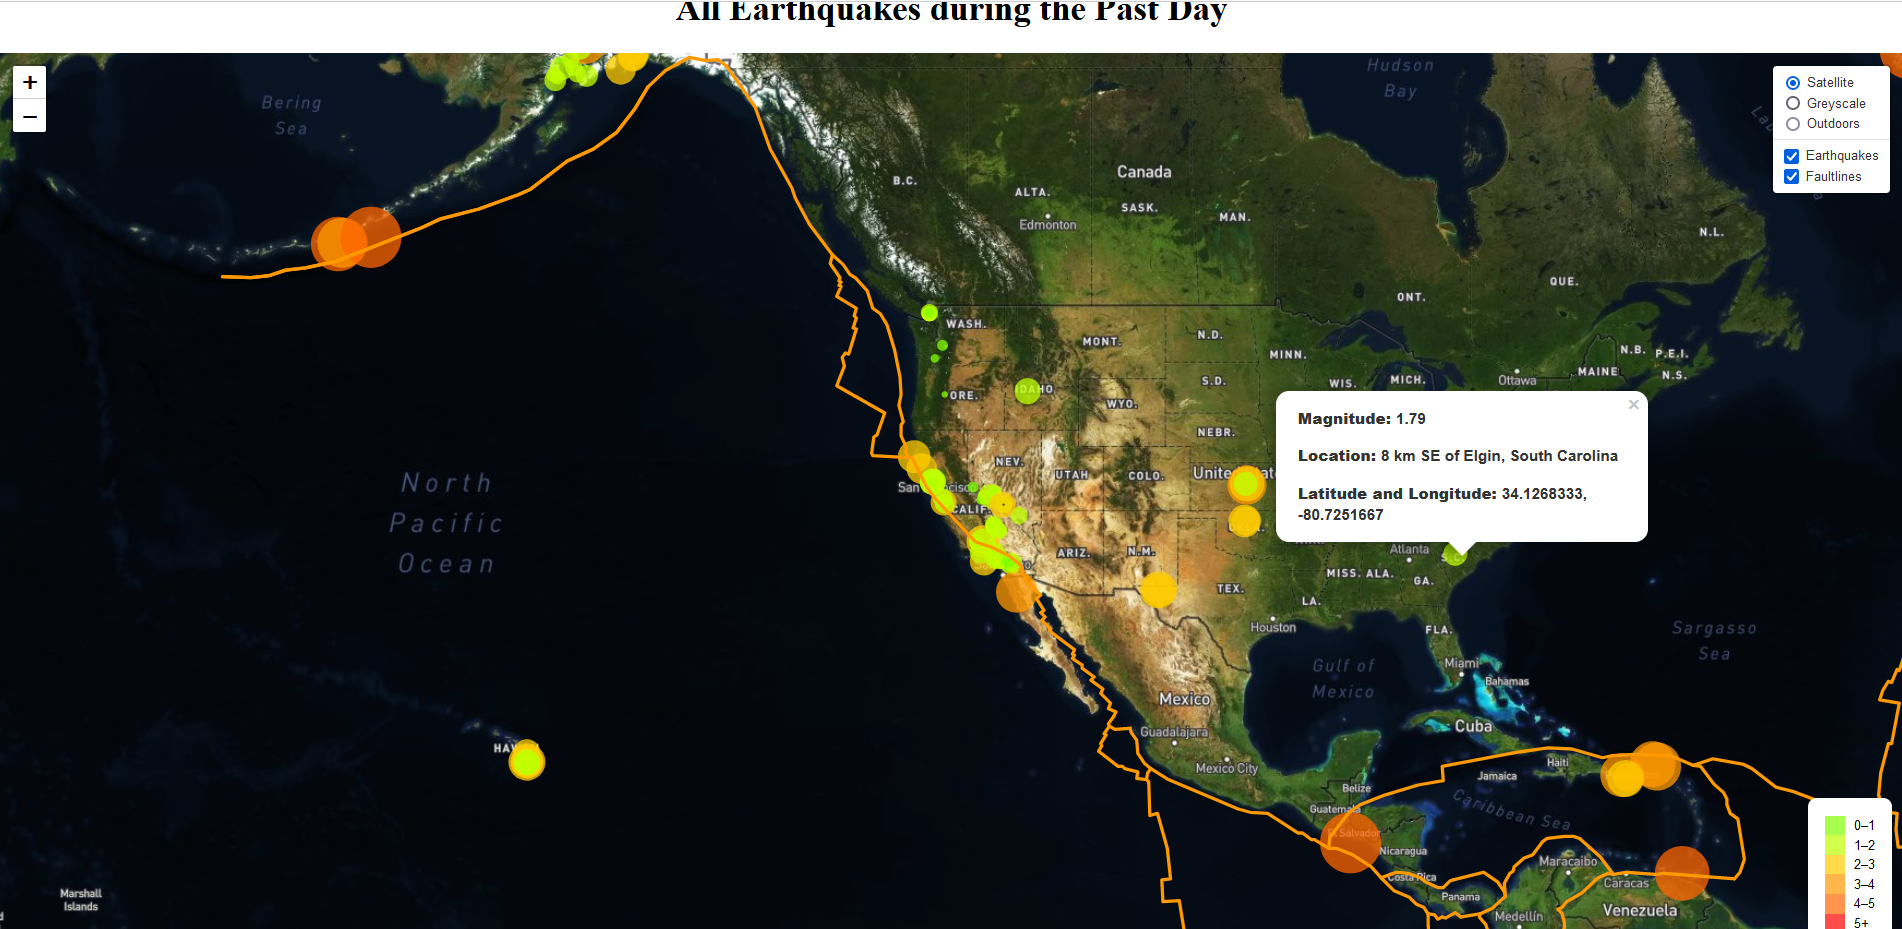 All Earthquakes during the Past Day
+
−
Bering
Sea
Hudson
Bay
Satellite
Greyscale
Outdoors
Earthquakes
Faultlines
B.C.
ALTA.
Canada
SASK.
MAN.
Edmonton
N.L.
QUE.
ONT.
WASH.
MONT.
N.D.
MINN.
N.B.
P.E.I.
N.S.
MAINE
Ottawa
WIS.
MICH.
S.D.
IDAHO
ORE.
WYO.
NEBR.
NEV.
UTAH
COLO.
San
cisco
CALIF.
ARIZ.
N.M.
OKLA.
TEX.
×
Magnitude: 1.79
Location: 8 km SE of Elgin, South Carolina
Latitude and Longitude: 34.1268333,
-80.7251667
Atlanta
S.C.
MISS.
ALA.
GA.
LA.
Houston
FLA.
Miami
Bahamas
North
Pacific
Ocean
Gulf of
Mexico
Sargasso
Sea
Mexico
Guadalajara
Mexico City
Cuba
Haiti
Jamaica
Belize
Guatemala
Caribbean Sea
El Salvador
Nicaragua
Costa Rica
Panama
Maracaibo
Caracas
Medellín
Venezuela
Marshall
Islands
0–1
1–2
2–3
3–4
4–5
5+